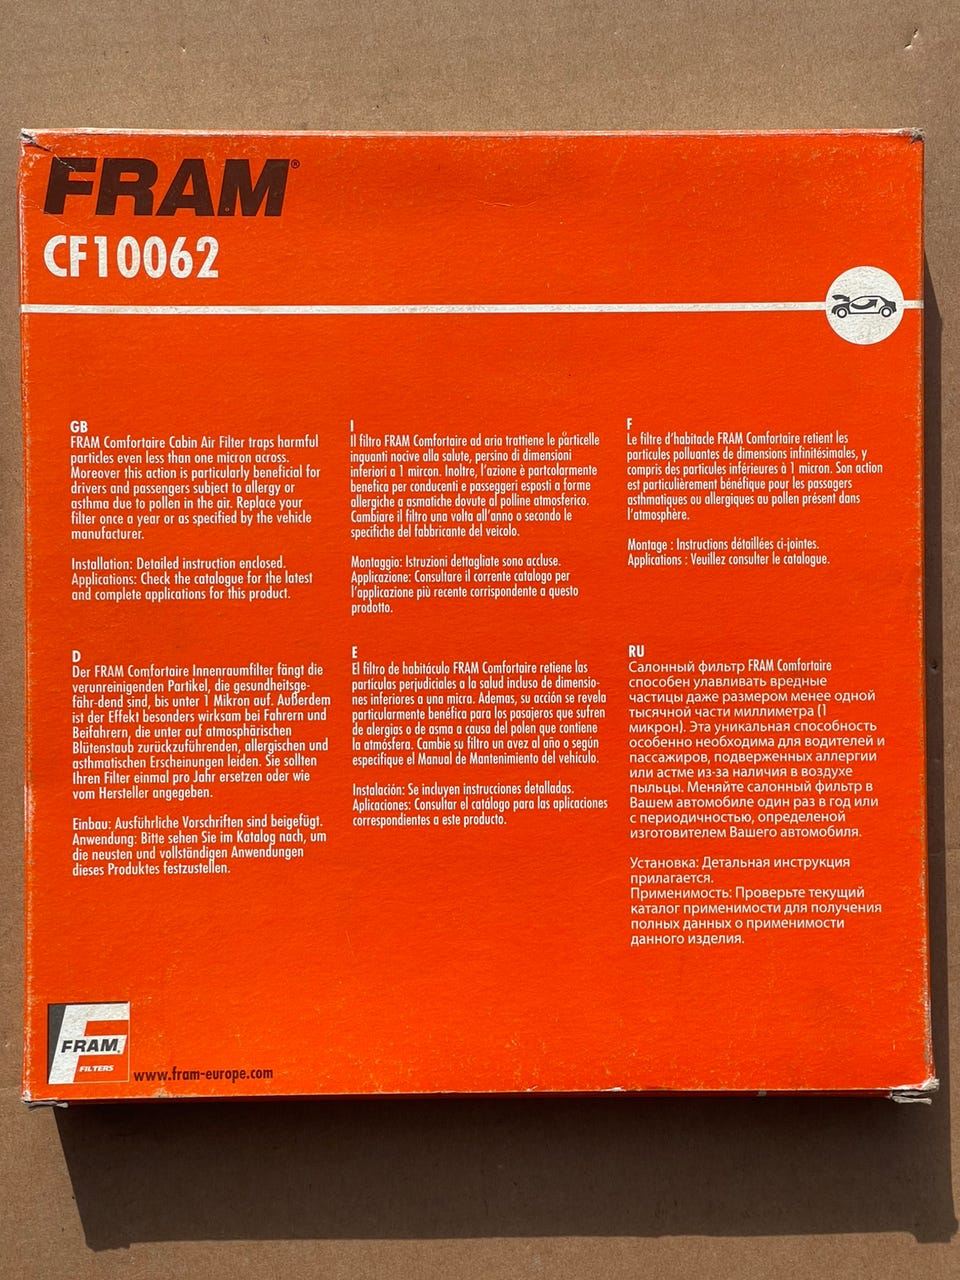 FRAM®
CF10062
GB
FRAM Comfortaire Cabin Air Filter traps harmful
particles even less than one micron across.
Moreover this action is particularly beneficial for
drivers and passengers subject to allergy or
asthma due to pollen in the air. Replace your
filter once a year or as specified by the vehicle
manufacturer.
Installation: Detailed instruction enclosed.
Applications: Check the catalogue for the latest
and complete applications for this product.
I
Il filtro FRAM Comfortaire ad aria trattiene le particelle
inquanti nocive alla salute, persino di dimensioni
inferiori a 1 mircon. Inoltre, l'azione è partcolarmente
benefica per conducenti e passeggeri esposti a forme
allergiche a asmatiche dovute al polline atmosferico.
Cambiare il filtro una volta all'anno o secondo le
specifiche del fabbricante del veicolo.
Montaggio: Istruzioni dettagliate sono accluse.
Applicazione: Consultare il corrente catalogo per
l'applicazione più recente corrispondente a questo
prodotto.
F
Le filtre d'habitacle FRAM Comfortaire retient les
particules polluantes de dimensions infinitésimales, y
compris des particules inférieures à 1 micron. Son action
est particulièrement bénéfique pour les passagers
asthmatiques ou allergiques au pollen présent dans
l'atmosphère.
Montage : Instructions détaillées ci-jointes.
Applications : Veuillez consulter le catalogue.
D
Der FRAM Comfortaire Innenraumfilter fängt die
verunreinigenden Partikel, die gesundheitsge-
fähr-dend sind, bis unter 1 Mikron auf. Außerdem
ist der Effekt besonders wirksam bei Fahrern und
Beifahrern, die unter auf atmosphärischen
Blütenstaub zurückzuführenden, allergischen und
asthmatischen Erscheinungen leiden. Sie sollten
Ihren Filter einmal pro Jahr ersetzen oder wie
vom Hersteller angegeben.
Einbau: Ausführliche Vorschriften sind beigefügt.
Anwendung: Bitte sehen Sie im Katalog nach, um
die neusten und vollständigen Anwendungen
dieses Produktes festzustellen.
E
El filtro de habitáculo FRAM Comfortaire retiene las
partículas perjudiciales a la salud incluso de dimensio-
nes inferiores a una micra. Ademas, su acción se revela
particularmente benéfica para los pasajeros que sufren
de alergias o de asma a causa del polen que contiene
la atmósfera. Cambie su filtro un avez al año o según
especifique el Manual de Mantenimiento del vehículo.
Instalación: Se incluyen instrucciones detalladas.
Aplicaciones: Consultar el catálogo para las aplicaciones
correspondientes a este producto.
RU
Салонный фильтр FRAM Comfortaire
способен улавливать вредные
частицы даже размером менее одной
тысячной части миллиметра (1
микрон). Эта уникальная способность
особенно необходима для водителей и
пассажиров, подверженных аллергии
или астме из-за наличия в воздухе
пыльцы. Меняйте салонный фильтр в
Вашем автомобиле один раз в год или
с периодичностью, определеной
изготовителем Вашего автомобиля.
Установка: Детальная инструкция
прилагается.
Применимость: Проверьте текущий
каталог применимости для получения
полных данных о применимости
данного изделия.
FRAM
FILTERS
www.fram-europe.com